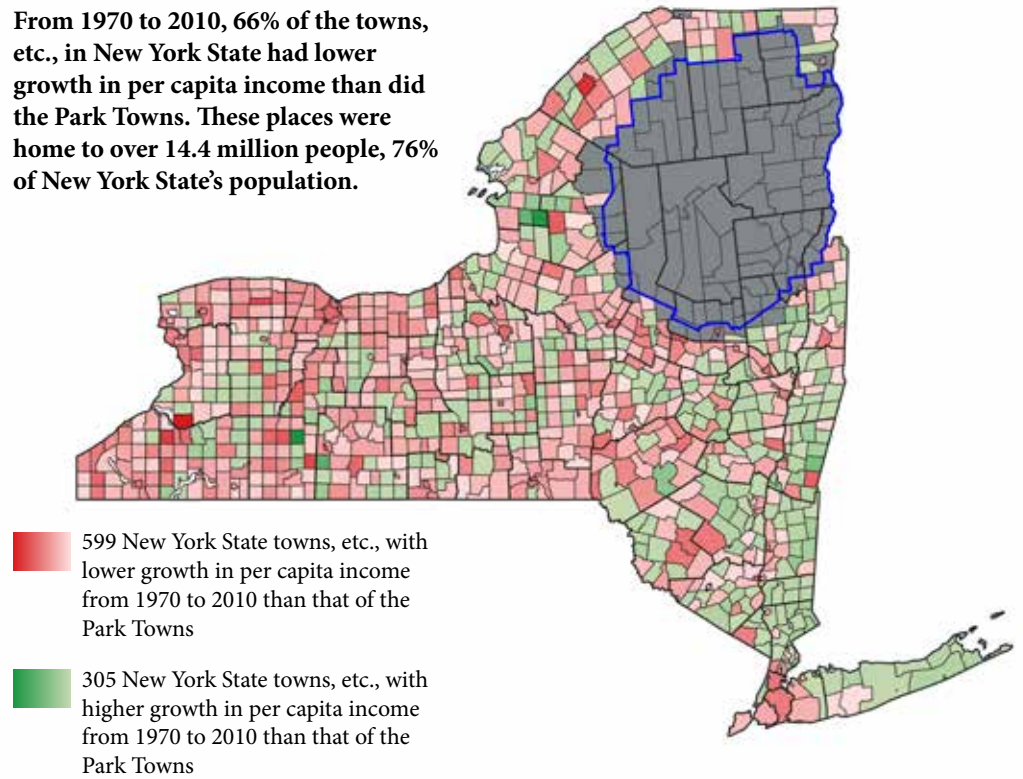 From 1970 to 2010, 66% of the towns,
etc., in New York State had lower
growth in per capita income than did
the Park Towns. These places were
home to over 14.4 million people, 76%
of New York State’s population.
599 New York State towns, etc., with
lower growth in per capita income
from 1970 to 2010 than that of the
Park Towns
305 New York State towns, etc., with
higher growth in per capita income
from 1970 to 2010 than that of the
Park Towns